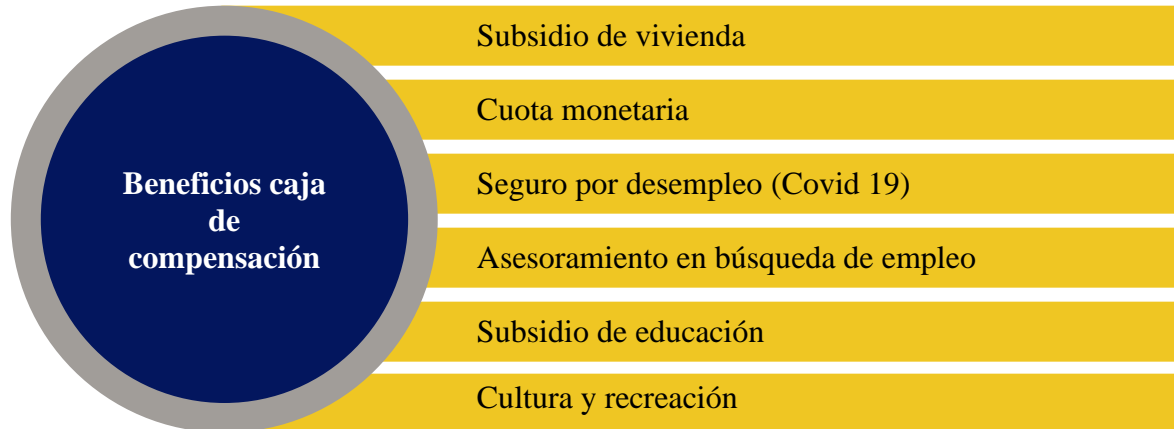 Beneficios caja
de
compensación
Subsidio de vivienda
Cuota monetaria
Seguro por desempleo (Covid 19)
Asesoramiento en búsqueda de empleo
Subsidio de educación
Cultura y recreación